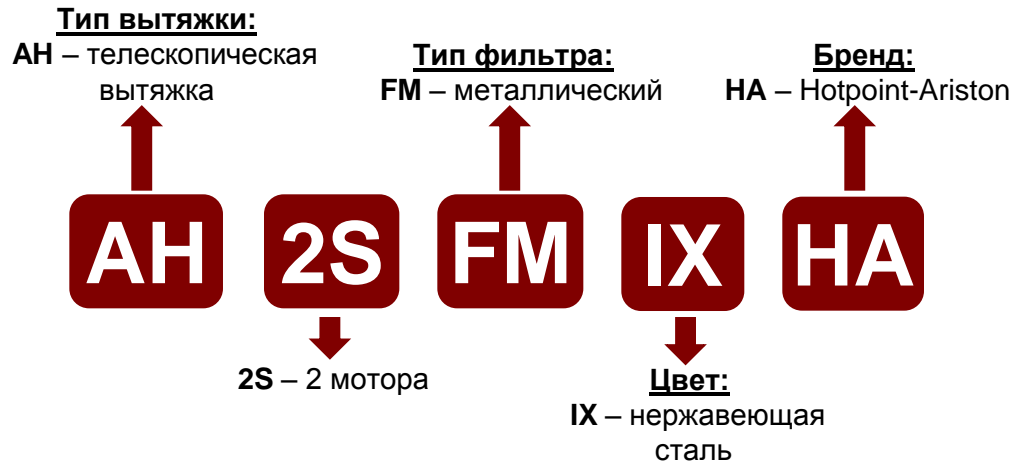 Тип вытяжки:
АН – телескопическая
вытяжка
Тип фильтра:
FM – металлический
Бренд:
HA – Hotpoint-Ariston
AH 2S FM IX HA
2S – 2 мотора
Цвет:
IX – нержавеющая
сталь